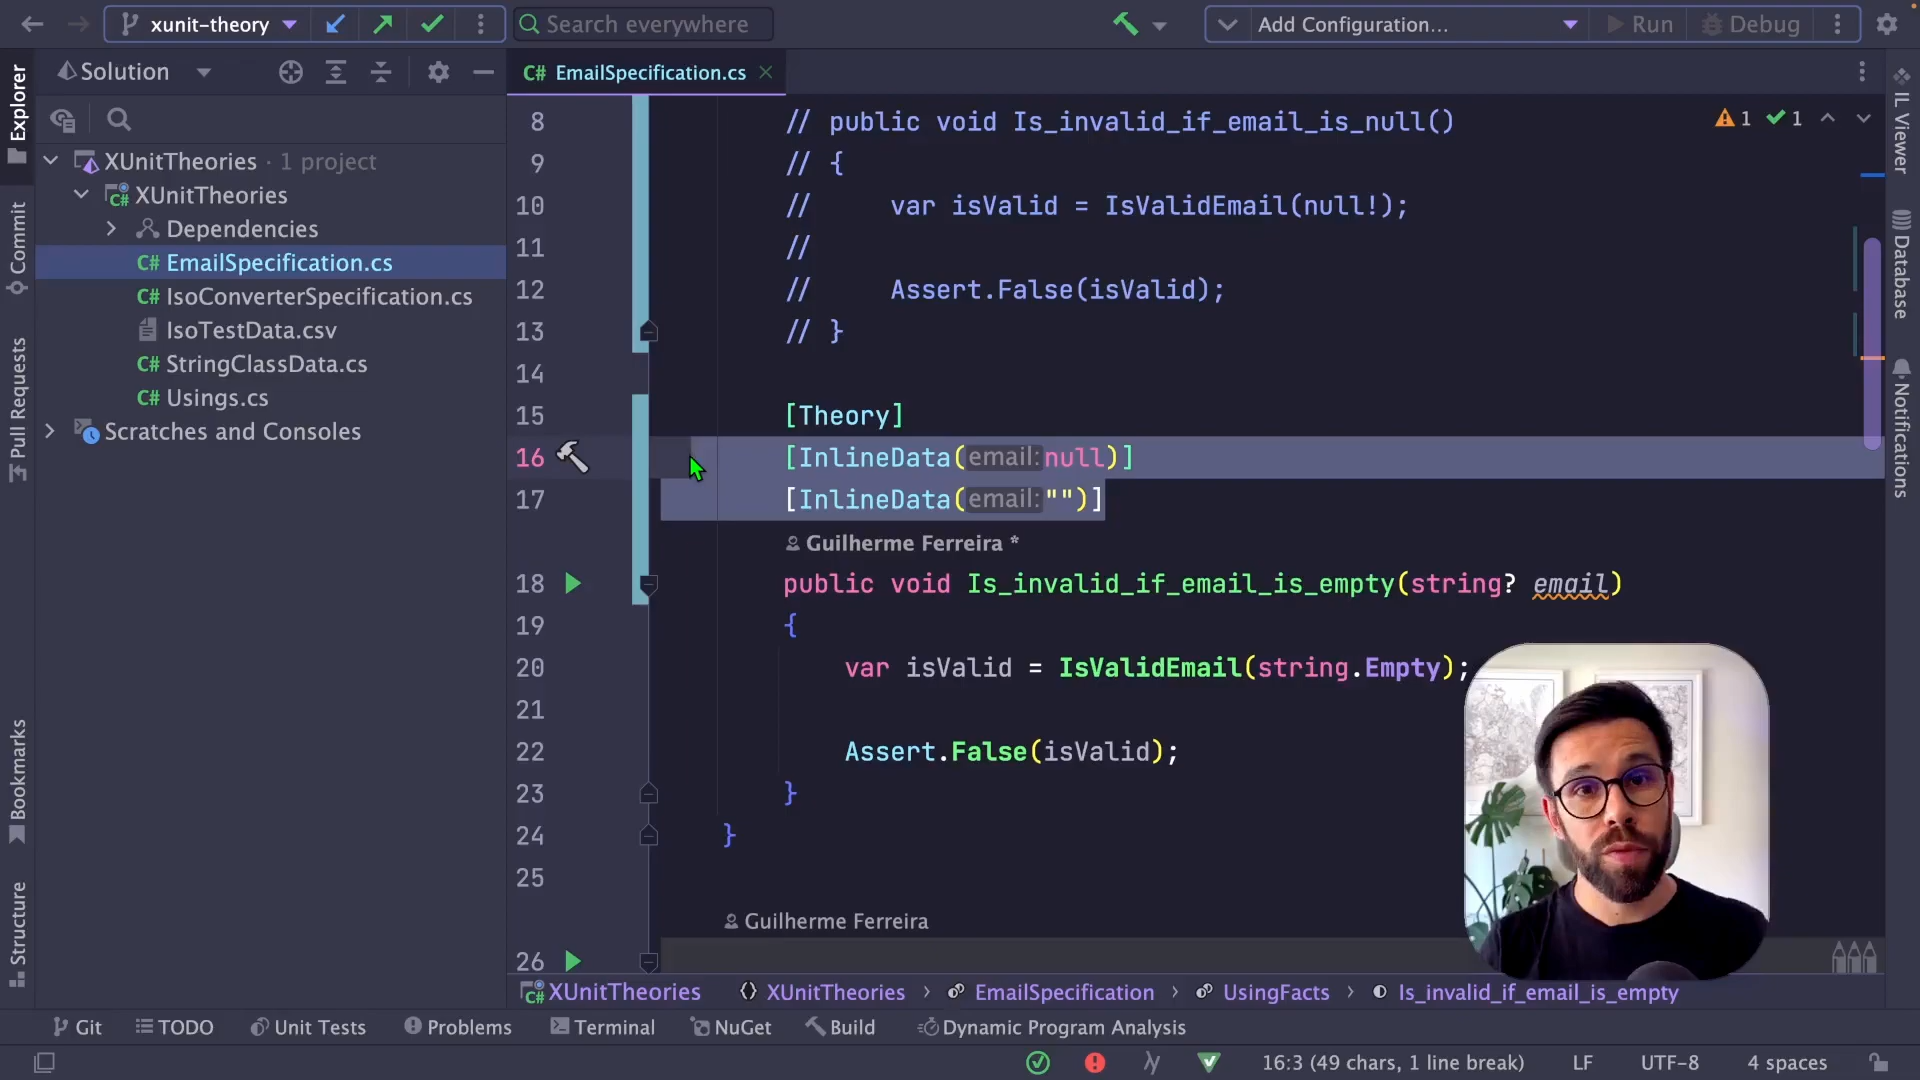 xunit-theory
Search everywhere
Add Configuration...
Run
Debug
Explorer
Commit
Pull Requests
Bookmarks
Structure
Solution
XUnitTheories · 1 project
XUnitTheories
Dependencies
C# EmailSpecification.cs
C# IsoConverterSpecification.cs
IsoTestData.csv
C# StringClassData.cs
C# Usings.cs
Scratches and Consoles
C# EmailSpecification.cs
1 1
8 // public void Is_invalid_if_email_is_null()
9 // {
10 // var isValid = IsValidEmail(null!);
11 //
12 // Assert.False(isValid);
13 // }
14
15 [Theory]
16 [InlineData(email:null)]
17 [InlineData(email:"")]
Guilherme Ferreira *
18 public void Is_invalid_if_email_is_empty(string? email)
19 {
20 var isValid = IsValidEmail(string.Empty);
21
22 Assert.False(isValid);
23 }
24 }
25
Guilherme Ferreira
26
IL Viewer
Database
Notifications
C# XUnitTheories XUnitTheories › EmailSpecification › UsingFacts › Is_invalid_if_email_is_empty
Git TODO Unit Tests Problems Terminal NuGet Build Dynamic Program Analysis
16:3 (49 chars, 1 line break) LF UTF-8 4 spaces